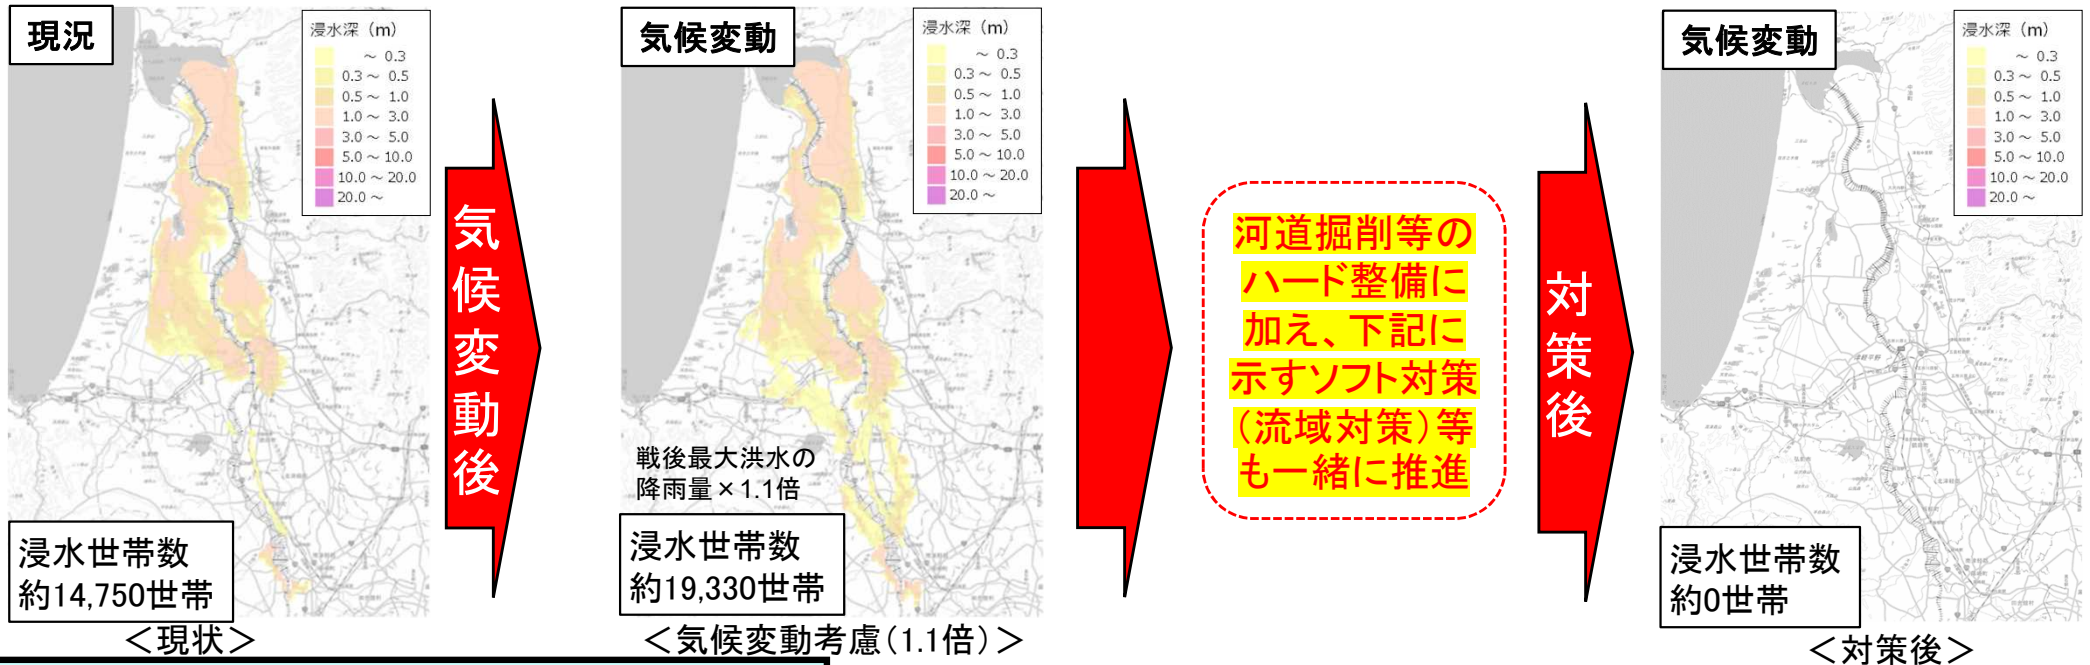 現況
浸水深（m）
～ 0.3
0.3 ～ 0.5
0.5 ～ 1.0
1.0 ～ 3.0
3.0 ～ 5.0
5.0 ～ 10.0
10.0 ～ 20.0
20.0 ～
浸水世帯数
約14,750世帯
＜現状＞
気候変動後
気候変動
浸水深（m）
～ 0.3
0.3 ～ 0.5
0.5 ～ 1.0
1.0 ～ 3.0
3.0 ～ 5.0
5.0 ～ 10.0
10.0 ～ 20.0
20.0 ～
戦後最大洪水の
降雨量×1.1倍
浸水世帯数
約19,330世帯
＜気候変動考慮（1.1倍）＞
河道掘削等の
ハード整備に
加え、下記に
示すソフト対策
（流域対策）等
も一緒に推進
対策後
気候変動
浸水深（m）
～ 0.3
0.3 ～ 0.5
0.5 ～ 1.0
1.0 ～ 3.0
3.0 ～ 5.0
5.0 ～ 10.0
10.0 ～ 20.0
20.0 ～
津軽平野
浸水世帯数
約0世帯
＜対策後＞